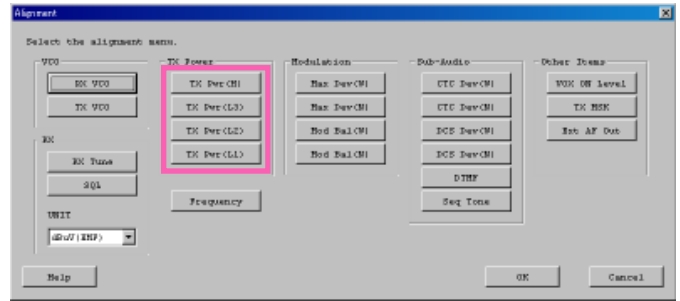 Alignment
Select the alignment menu.
VCO
RX VCO
TX VCO
RX
RX Tune
SQL
UNIT
dBuV(EMF)
TX Power
TX Pwr(H)
TX Pwr(L3)
TX Pwr(L2)
TX Pwr(L1)
Frequency
Modulation
Max Dev(W)
Max Dev(N)
Mod Bal(W)
Mod Bal(N)
Sub-Audio
CTC Dev(W)
CTC Dev(N)
DCS Dev(W)
DCS Dev(N)
DTMF
Seq Tone
Other Items
VOX ON Level
TX MSK
Ext AF Out
Help
OK
Cancel